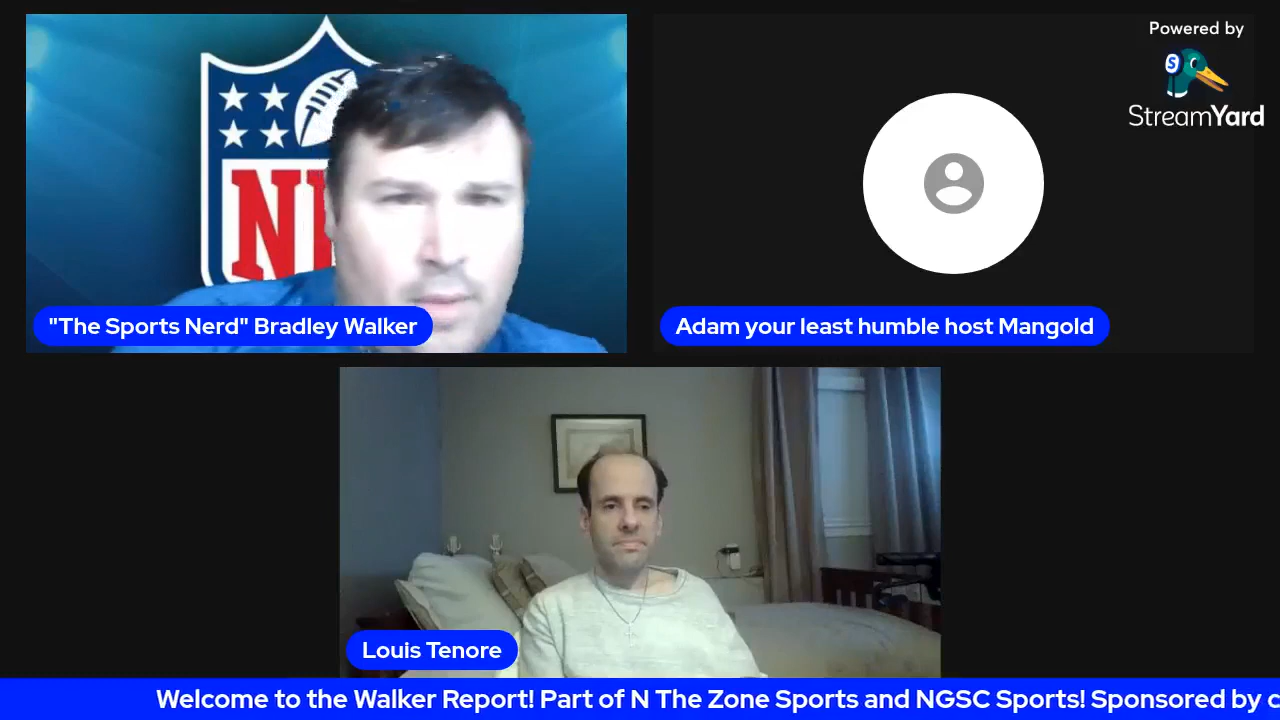 Powered by
S
StreamYard
N
"The Sports Nerd" Bradley Walker
Adam your least humble host Mangold
Louis Tenore
Welcome to the Walker Report! Part of N The Zone Sports and NGSC Sports! Sponsored by